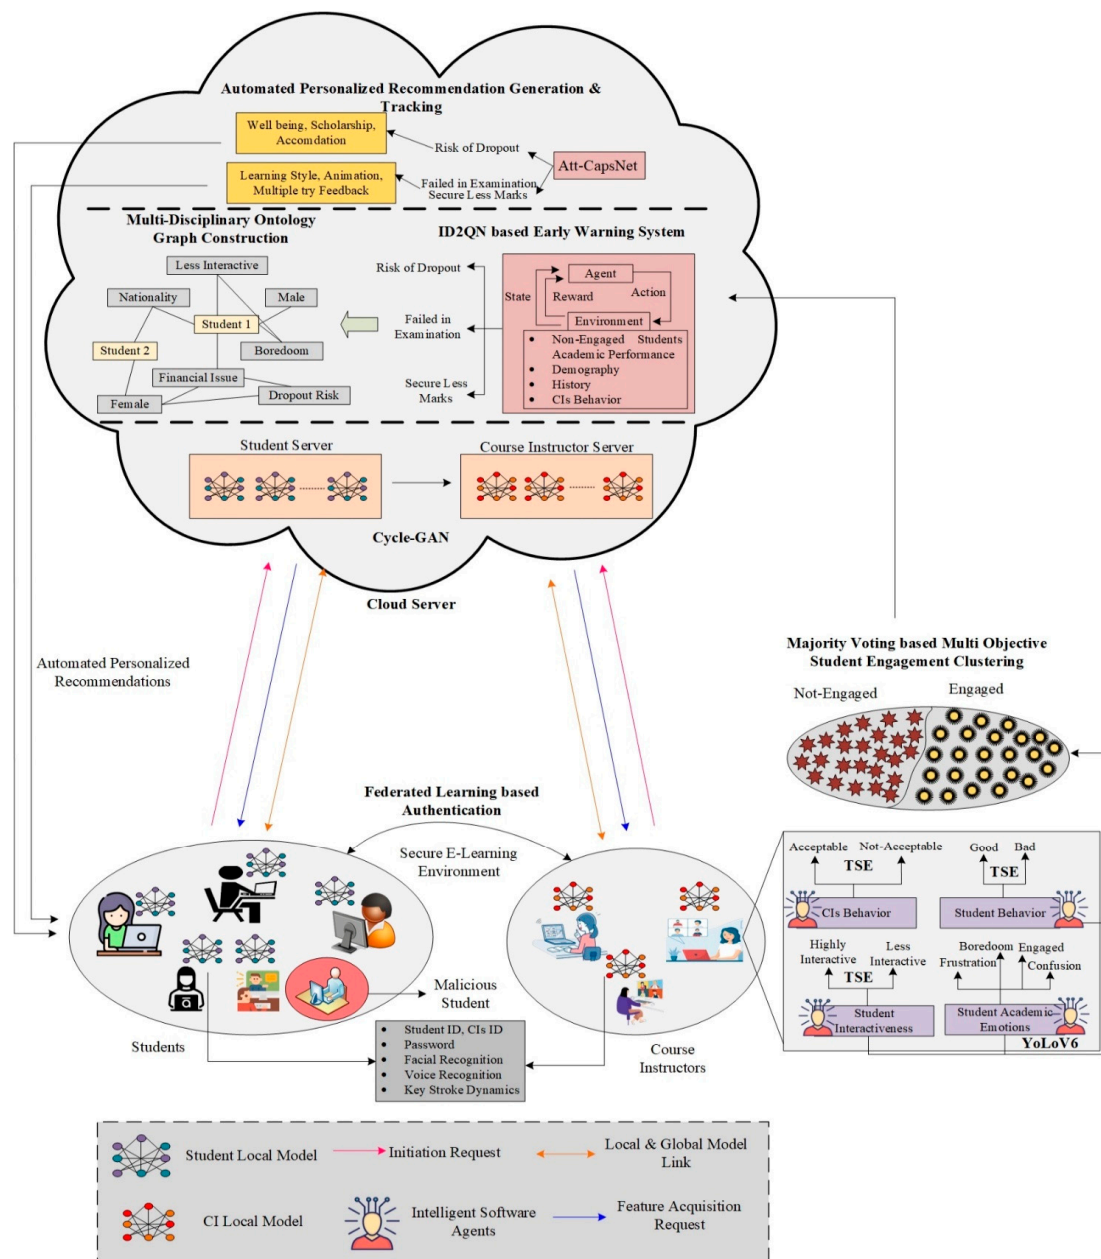 Automated Personalized Recommendation Generation &
Tracking
Well being, Scholarship,
Accomdation
Risk of Dropout
Att-CapsNet
Learning Style, Animation,
Multiple try Feedback
Failed in Examination
Secure Less Marks
Multi-Disciplinary Ontology
Graph Construction
Less Interactive
Nationality
Male
Student 1
Student 2
Boredoom
Financial Issue
Female
Dropout Risk
ID2QN based Early Warning System
Risk of Dropout
Failed in
Examination
Secure Less
Marks
Agent
State
Reward
Action
Environment
• Non-Engaged Students
Academic Performance
• Demography
• History
• CIs Behavior
Student Server
Course Instructor Server
Cycle-GAN
Cloud Server
Automated Personalized
Recommendations
Majority Voting based Multi Objective
Student Engagement Clustering
Not-Engaged
Engaged
Federated Learning based
Authentication
Secure E-Learning
Environment
Acceptable
Not-Acceptable
TSE
CIs Behavior
Good
Bad
TSE
Student Behavior
Highly
Interactive
Less
Interactive
TSE
Student
Interactiveness
Boredoom
Engaged
Frustration
Confusion
Student Academic
Emotions
YoLoV6
Malicious
Student
Students
Course
Instructors
• Student ID, CIs ID
• Password
• Facial Recognition
• Voice Recognition
• Key Stroke Dynamics
Student Local Model
Initiation Request
Local & Global Model
Link
CI Local Model
Intelligent Software
Agents
Feature Acquisition
Request